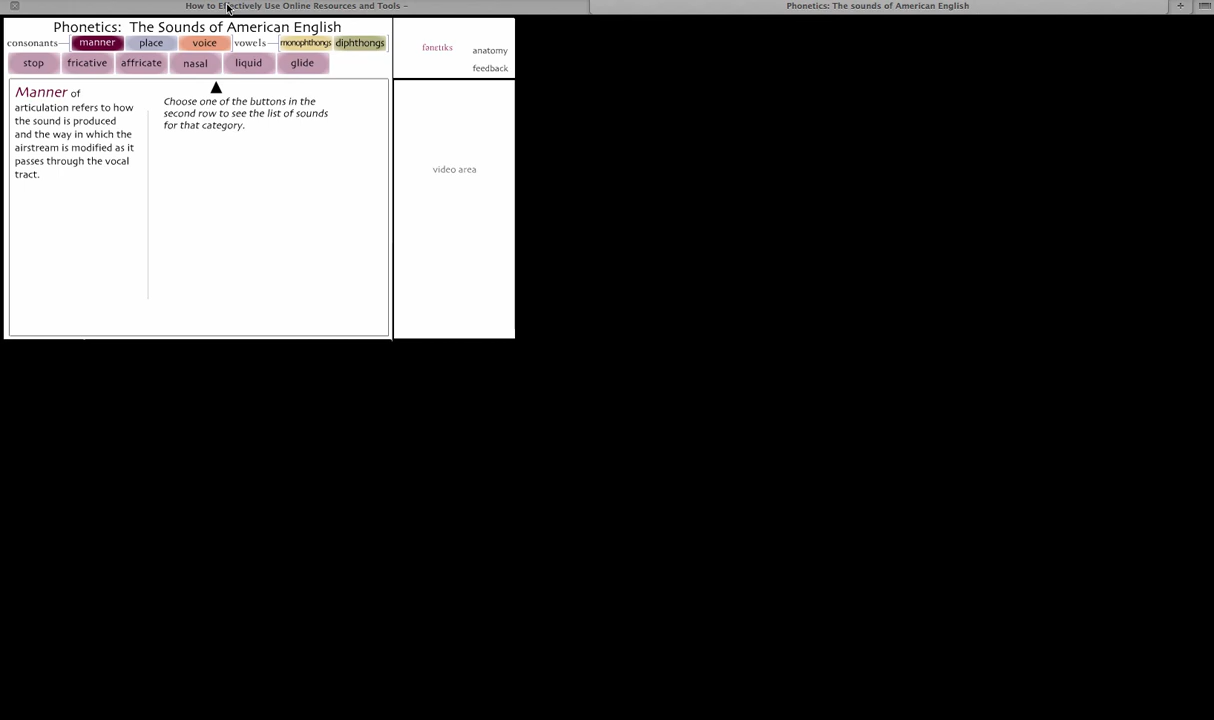 How to Effectively Use Online Resources and Tools –
Phonetics: The Sounds of American English
Phonetics: The Sounds of American English
consonants— manner place voice vowels— monophthongs diphthongs
stop fricative affricate nasal liquid glide
fənɛtɪks
anatomy
feedback
Manner of
articulation refers to how
the sound is produced
and the way in which the
airstream is modified as it
passes through the vocal
tract.
Choose one of the buttons in the
second row to see the list of sounds
for that category.
video area